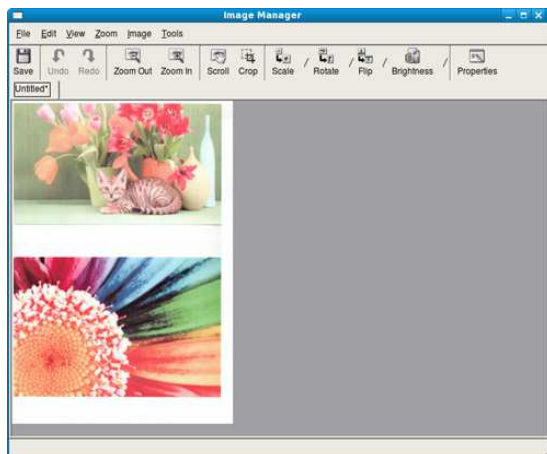 Image Manager
File Edit View Zoom Image Tools
Save Undo Redo Zoom Out Zoom In Scroll Crop Scale / Rotate / Flip / Brightness / Properties
Untitled*